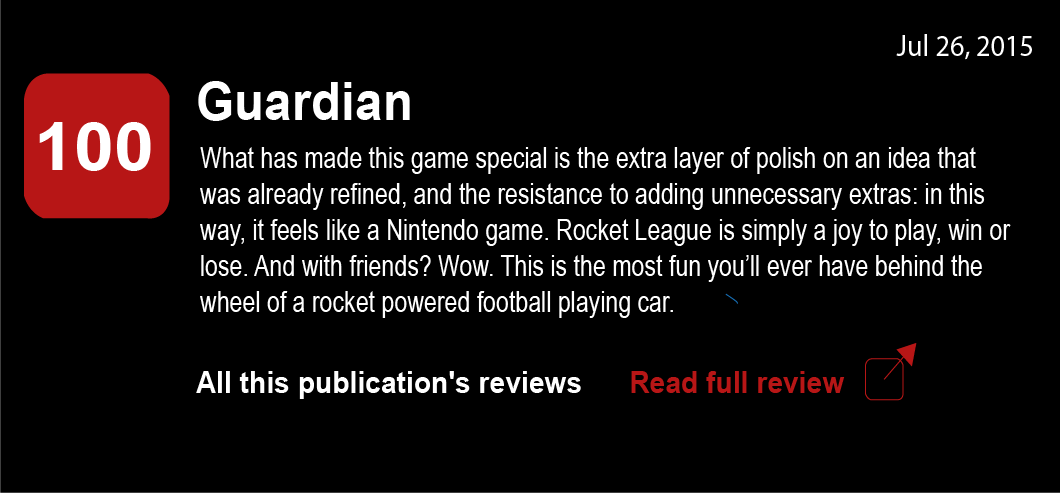 Jul 26, 2015
100
Guardian
What has made this game special is the extra layer of polish on an idea that
was already refined, and the resistance to adding unnecessary extras: in this
way, it feels like a Nintendo game. Rocket League is simply a joy to play, win or
lose. And with friends? Wow. This is the most fun you’ll ever have behind the
wheel of a rocket powered football playing car.
All this publication's reviews
Read full review